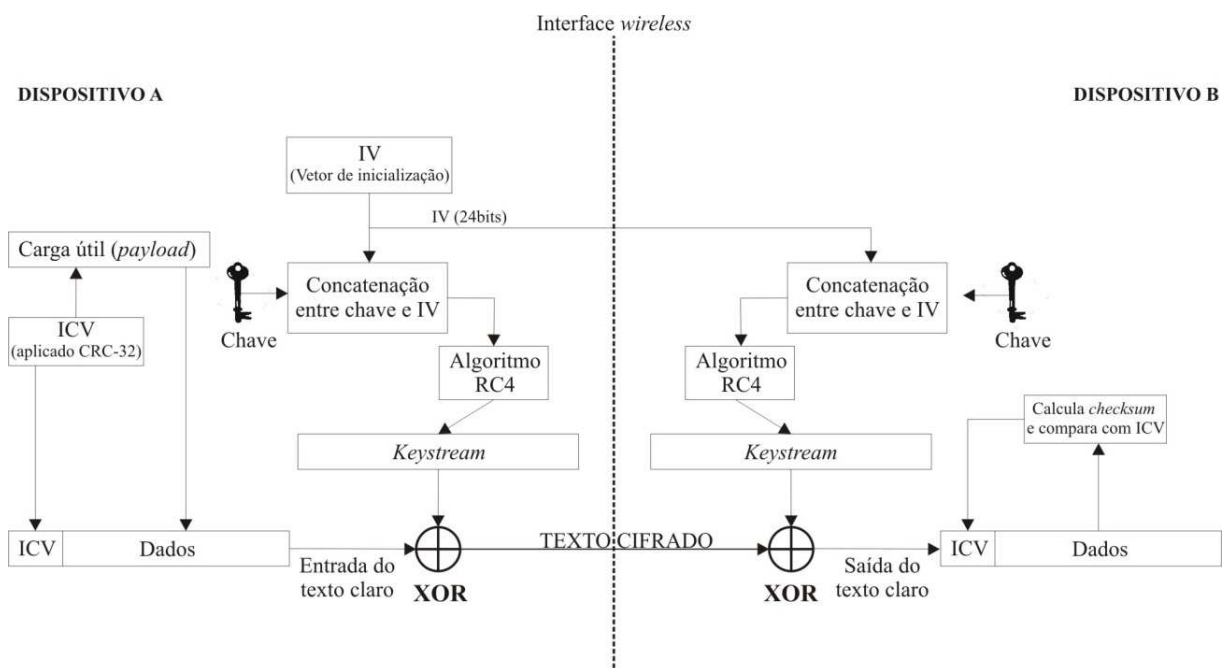 Interface wireless
DISPOSITIVO A
DISPOSITIVO B
IV
(Vetor de inicialização)
IV (24bits)
Carga útil (payload)
Concatenação
entre chave e IV
Chave
ICV
(aplicado CRC-32)
Algoritmo
RC4
Keystream
ICV
Dados
Entrada do
texto claro
XOR
TEXTO CIFRADO
Concatenação
entre chave e IV
Chave
Algoritmo
RC4
Keystream
XOR
Saída do
texto claro
Calcula checksum
e compara com ICV
ICV
Dados